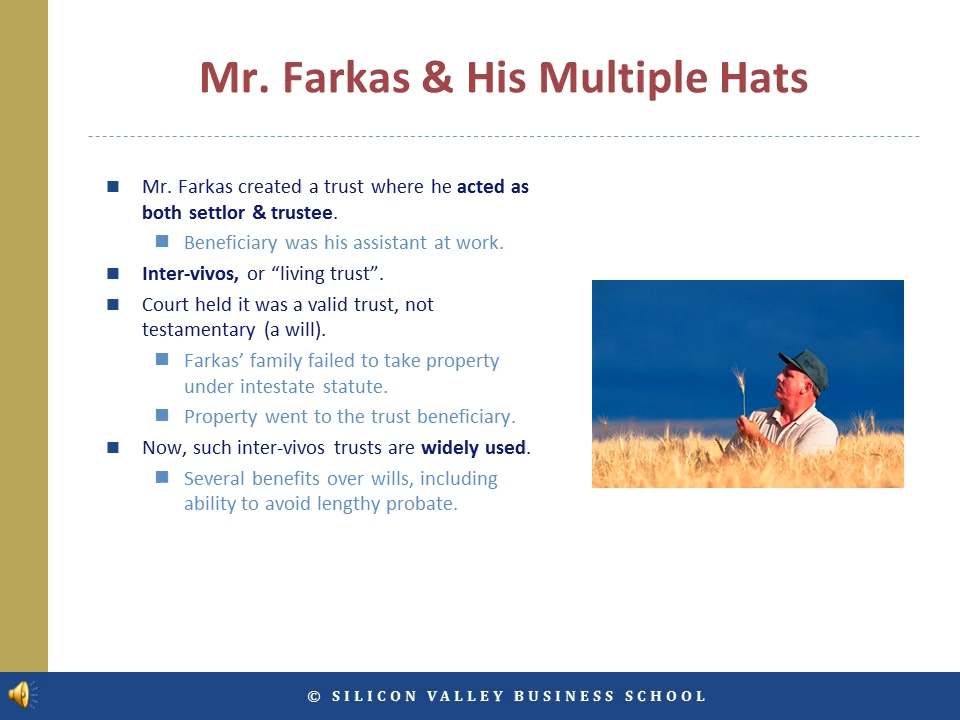 Mr. Farkas & His Multiple Hats
Mr. Farkas created a trust where he acted as
both settlor & trustee.
Beneficiary was his assistant at work.
Inter-vivos, or “living trust”.
Court held it was a valid trust, not
testamentary (a will).
Farkas’ family failed to take property
under intestate statute.
Property went to the trust beneficiary.
Now, such inter-vivos trusts are widely used.
Several benefits over wills, including
ability to avoid lengthy probate.
© SILICON VALLEY BUSINESS SCHOOL